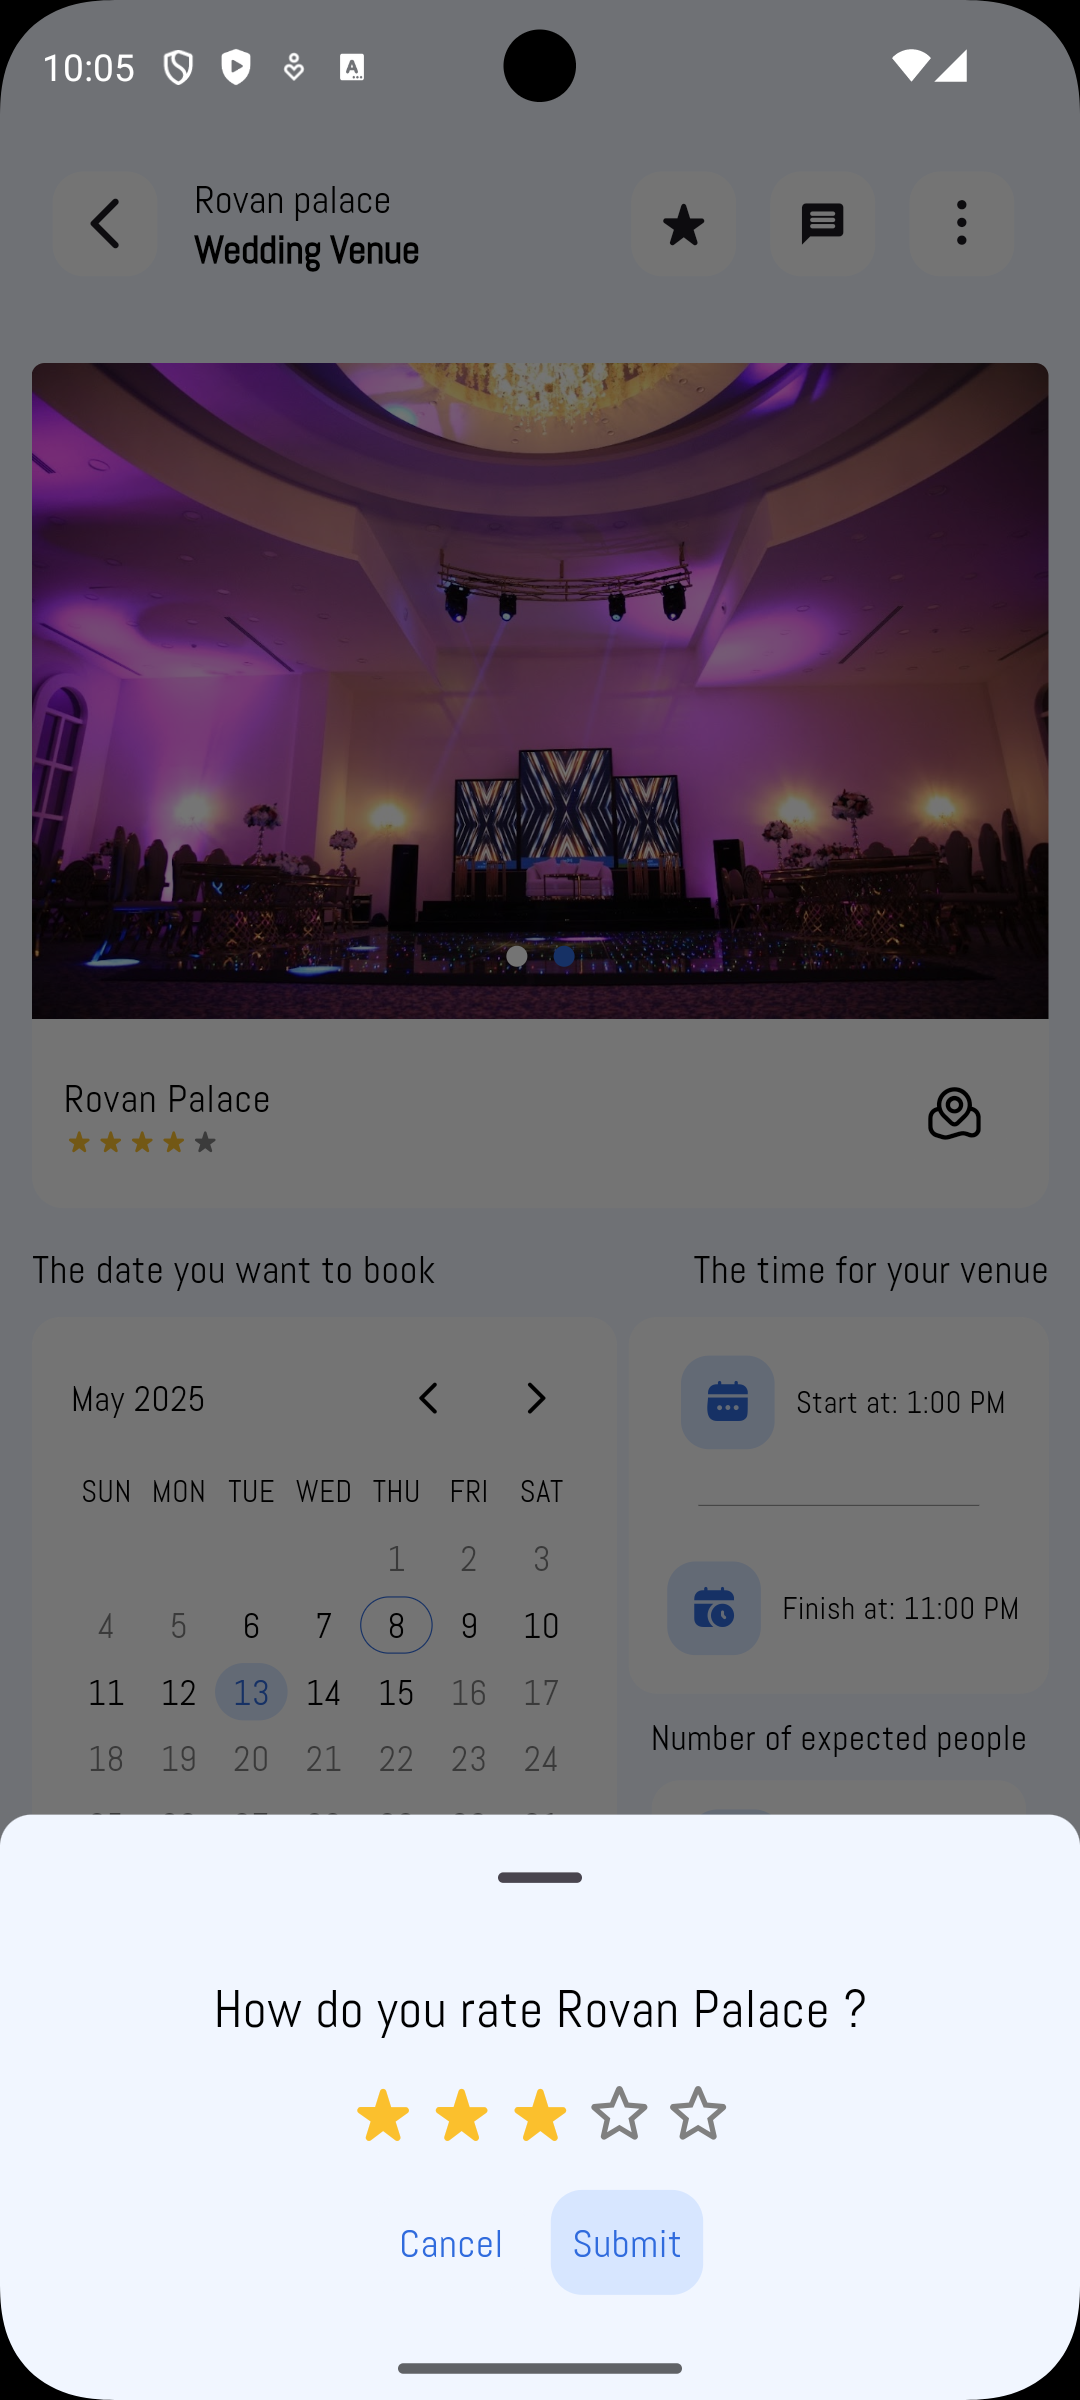 10:05
Rovan palace
Wedding Venue
Rovan Palace
The date you want to book
The time for your venue
May 2025
Start at: 1:00 PM
SUN MON TUE WED THU FRI SAT
1 2 3
4 5 6 7 8 9 10
Finish at: 11:00 PM
11 12 13 14 15 16 17
Number of expected people
18 19 20 21 22 23 24
How do you rate Rovan Palace ?
Cancel
Submit